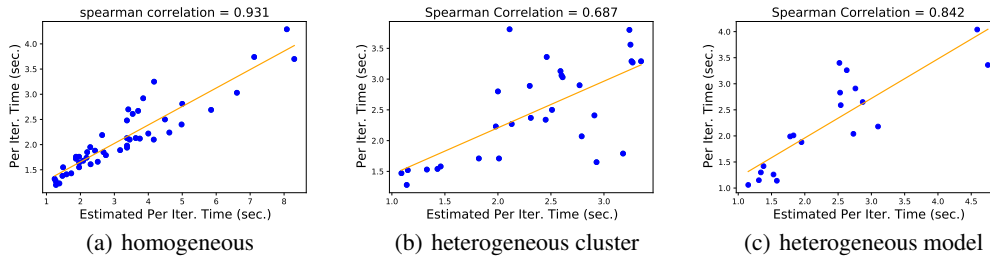 spearman correlation = 0.931
Per Iter. Time (sec.)
4.0
3.5
3.0
2.5
2.0
1.5
1 2 3 4 5 6 7 8
Estimated Per Iter. Time (sec.)
(a) homogeneous
Spearman Correlation = 0.687
Per Iter. Time (sec.)
3.5
3.0
2.5
2.0
1.5
1.0 1.5 2.0 2.5 3.0
Estimated Per Iter. Time (sec.)
(b) heterogeneous cluster
Spearman Correlation = 0.842
Per Iter. Time (sec.)
4.0
3.5
3.0
2.5
2.0
1.5
1.0
1.0 1.5 2.0 2.5 3.0 3.5 4.0 4.5
Estimated Per Iter. Time (sec.)
(c) heterogeneous model